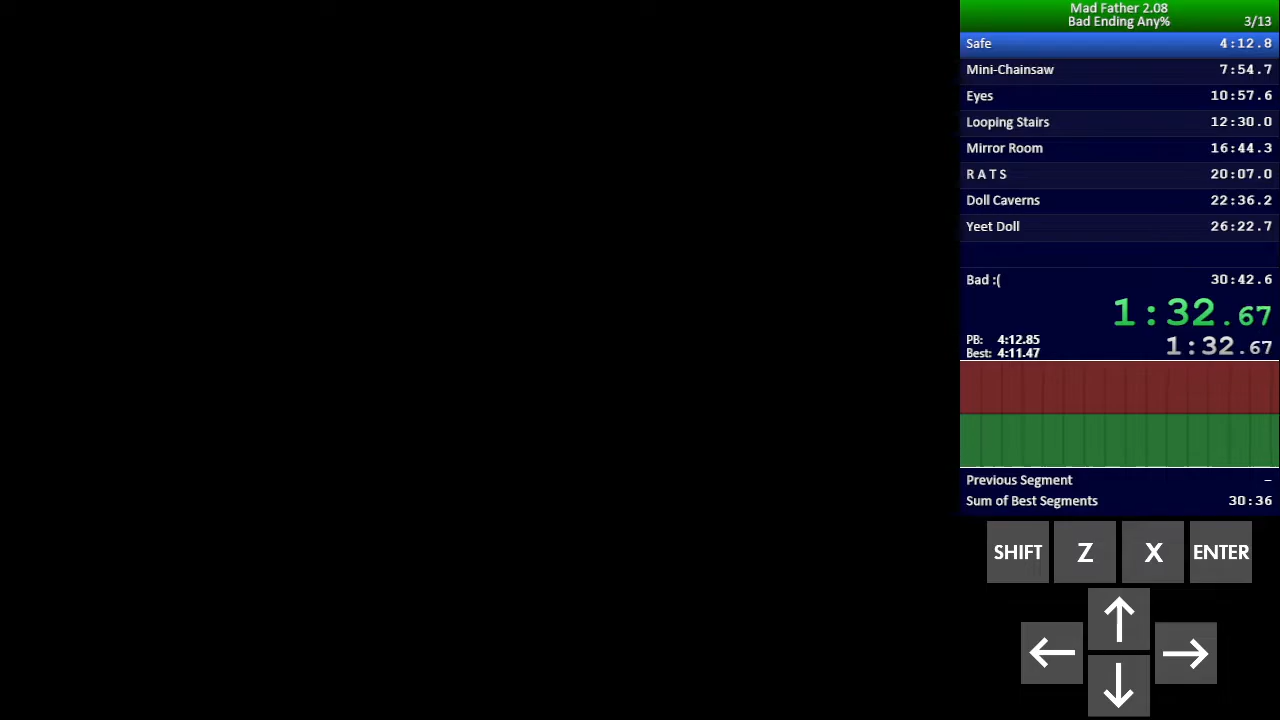 Mad Father 2.08
Bad Ending Any% 3/13
Safe 4:12.8
Mini-Chainsaw 7:54.7
Eyes 10:57.6
Looping Stairs 12:30.0
Mirror Room 16:44.3
R A T S 20:07.0
Doll Caverns 22:36.2
Yeet Doll 26:22.7
Bad :( 30:42.6
1:32.67
PB: 4:12.85
Best: 4:11.47
1:32.67
Previous Segment –
Sum of Best Segments 30:36
SHIFT Z X ENTER
↑
← →
↓